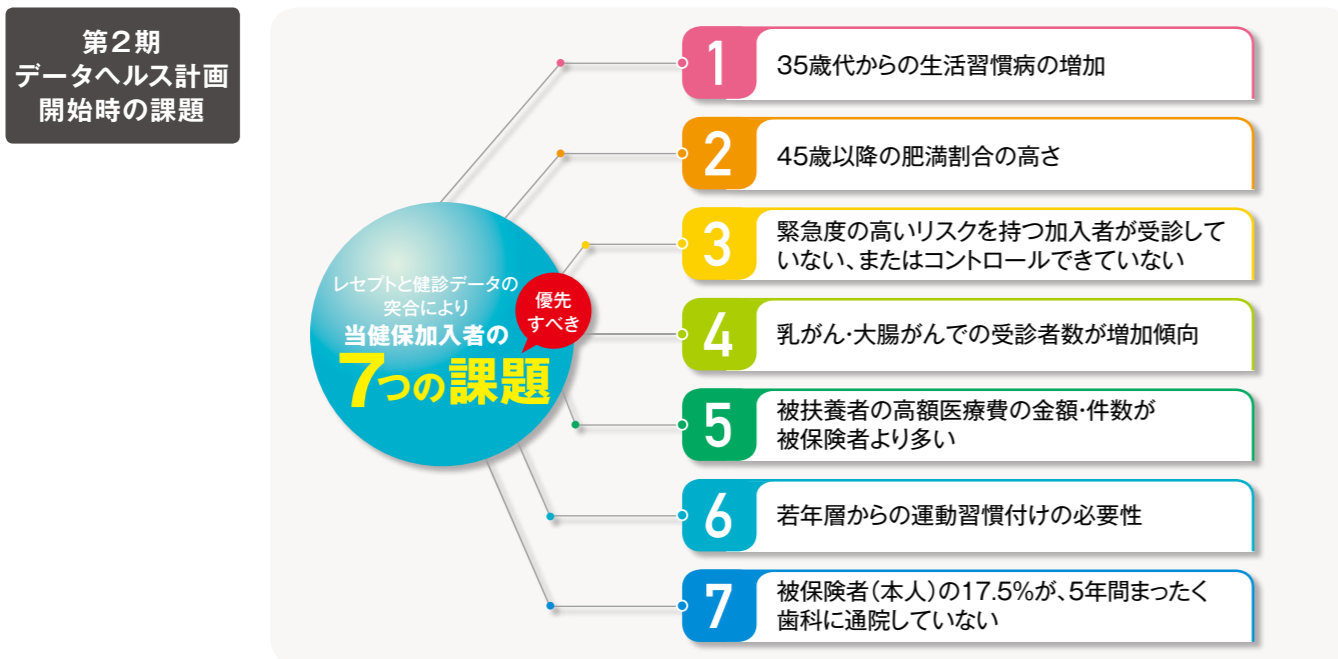 第2期
データヘルス計画
開始時の課題
レセプトと健診データの
突合により
当健保加入者の
7つの課題
優先
すべき
1
35歳代からの生活習慣病の増加
2
45歳以降の肥満割合の高さ
3
緊急度の高いリスクを持つ加入者が受診して
いない、またはコントロールできていない
4
乳がん・大腸がんでの受診者数が増加傾向
5
被扶養者の高額医療費の金額・件数が
被保険者より多い
6
若年層からの運動習慣付けの必要性
7
被保険者（本人）の17.5%が、5年間まったく
歯科に通院していない